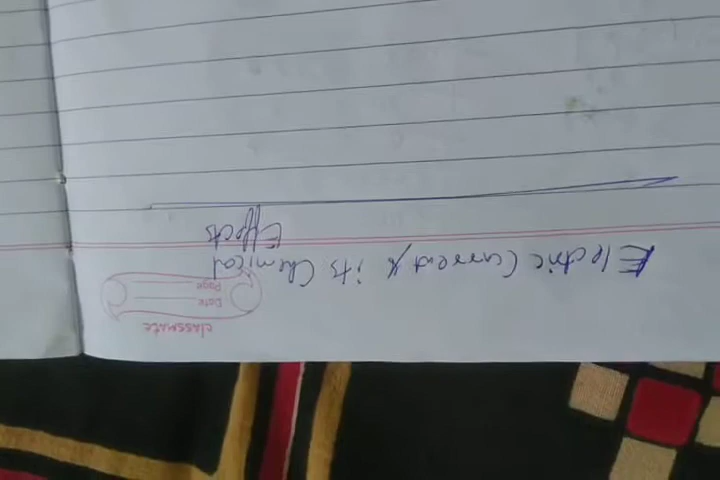 classmate
Date
Page
Electric Current & its Chemical
Effects